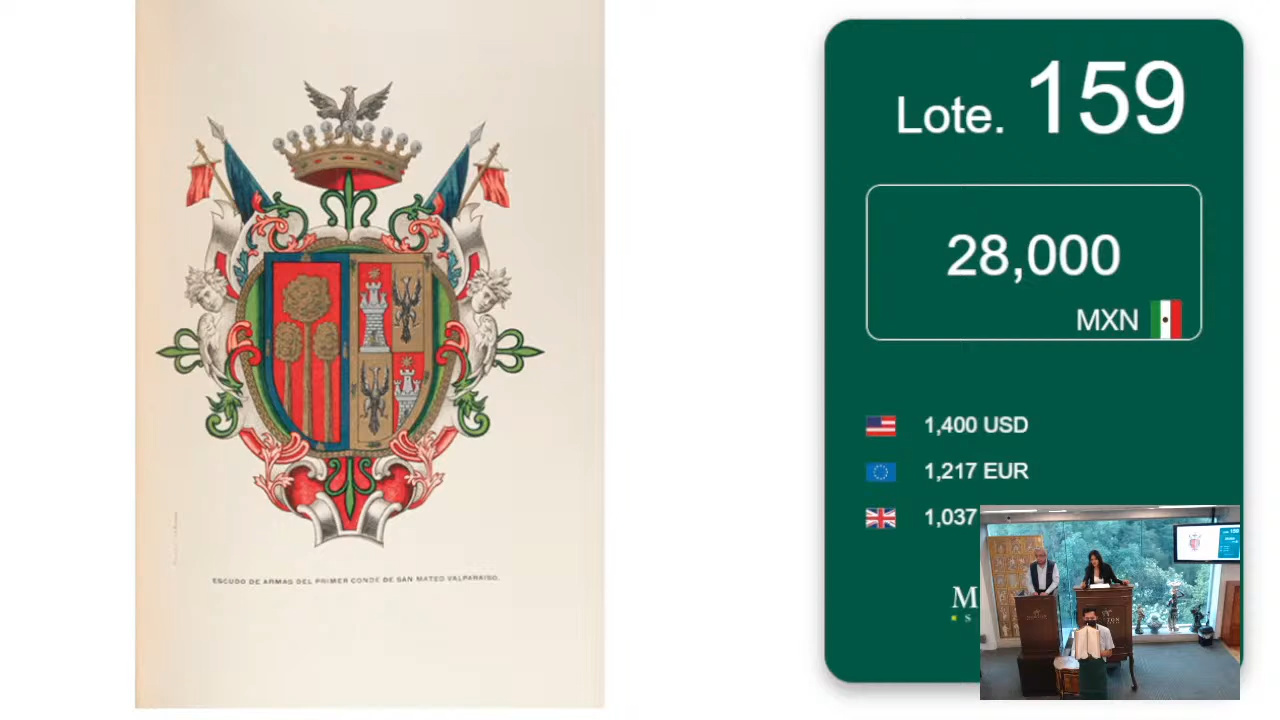 ESCUDO DE ARMAS DEL PRIMER CONDE DE SAN MATEO VALPARAISO.
Lote. 159
28,000
MXN
1,400 USD
1,217 EUR
1,037
M
S